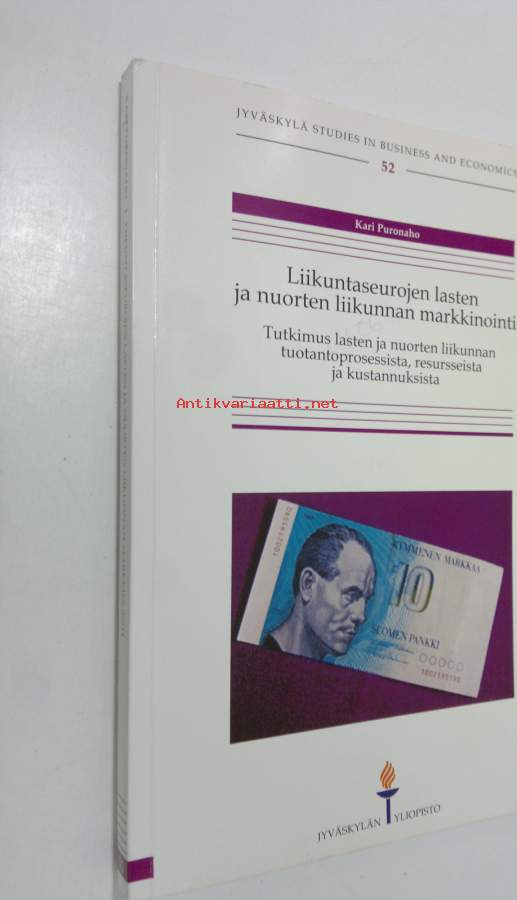 JYVÄSKYLÄ STUDIES IN BUSINESS AND ECONOMICS
52
Kari Puronaho
Liikuntaseurojen lasten
ja nuorten liikunnan markkinointi
Tutkimus lasten ja nuorten liikunnan
tuotantoprosessista, resursseista
ja kustannuksista
Antikvariaatti.net
KYMMENEN MARKKAA
10
SUOMEN PANKKI
00000
JYVÄSKYLÄN YLIOPISTO